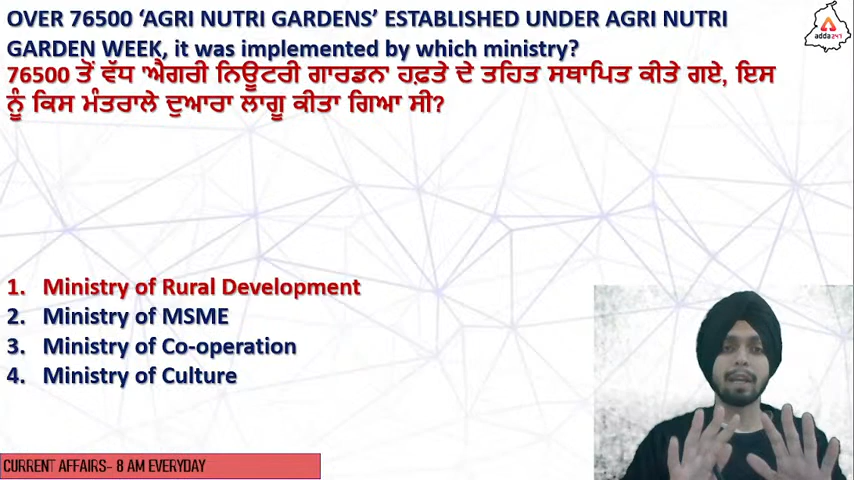 OVER 76500 ‘AGRI NUTRI GARDENS’ ESTABLISHED UNDER AGRI NUTRI
GARDEN WEEK, it was implemented by which ministry?
76500 ਤੋਂ ਵੱਧ 'ਐਗਰੀ ਨਿਊਟਰੀ ਗਾਰਡਨ' ਹਫ਼ਤੇ ਦੇ ਤਹਿਤ ਸਥਾਪਿਤ ਕੀਤੇ ਗਏ, ਇਸ
ਨੂੰ ਕਿਸ ਮੰਤਰਾਲੇ ਦੁਆਰਾ ਲਾਗੂ ਕੀਤਾ ਗਿਆ ਸੀ?
adda247
1. Ministry of Rural Development
2. Ministry of MSME
3. Ministry of Co-operation
4. Ministry of Culture
CURRENT AFFAIRS- 8 AM EVERYDAY